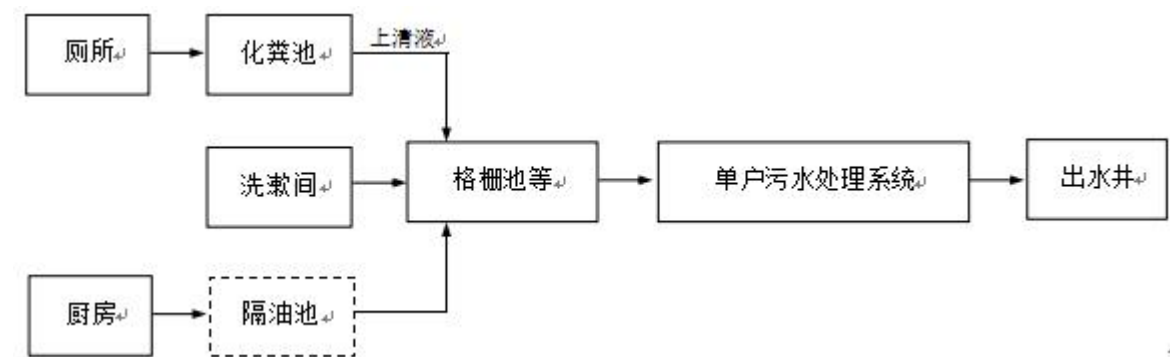 厕所
化粪池
上清液
洗漱间
格栅池等
单户污水处理系统
出水井
厨房
隔油池